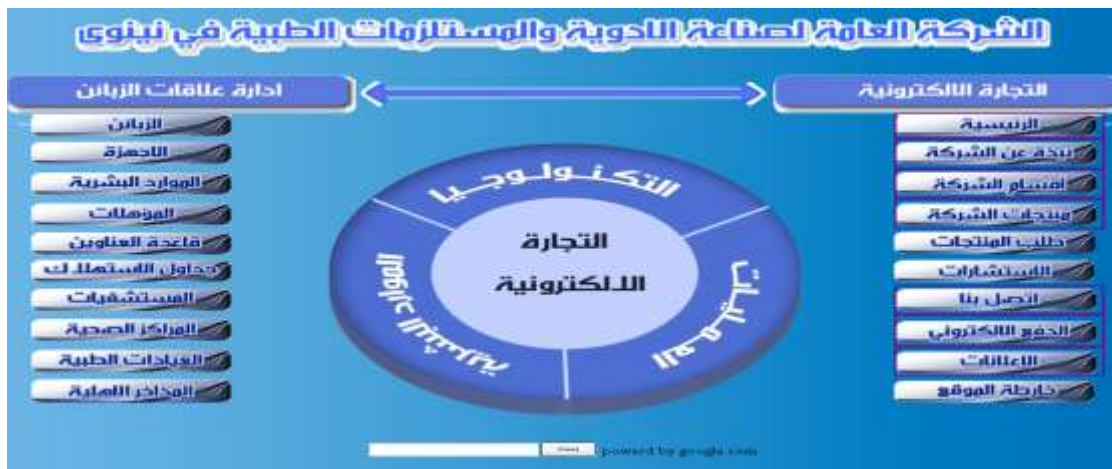 الشركة العامة لصناعة الادوية والمستلزمات الطبية في نينوى
التجارة الالكترونية
ادارة علاقات الزبائن
الرئيسية
نبذة عن الشركة
اقسام الشركة
منتجات الشركة
طلب المنتجات
الاستشارات
اتصل بنا
الدفع الالكتروني
الاعلانات
خارطة الموقع
التكنولوجيا
العمليات
الموارد البشرية
التجارة
الالكترونية
الزبائن
الاجهزة
الموارد البشرية
المؤهلات
قاعدة العناوين
جداول الاستهلاك
المستشفيات
المراكز الصحية
العيادات الطبية
المذاخر الاهلية
powered by google.com